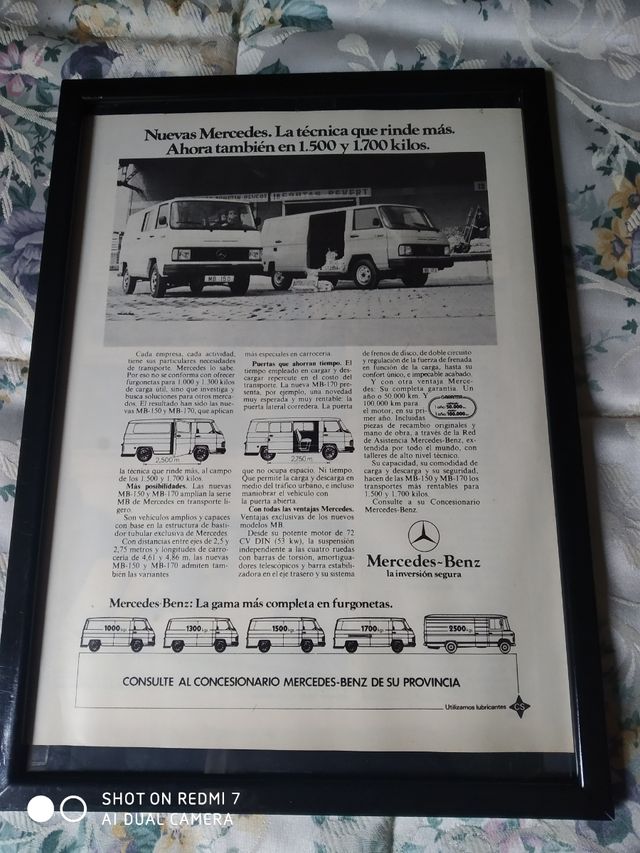 Nuevas Mercedes. La técnica que rinde más.
Ahora también en 1.500 y 1.700 kilos.
MB 150
Cada empresa, cada actividad,
tiene sus particulares necesidades
de transporte. Mercedes lo sabe.
Por eso no se conforma con ofrecer
furgonetas para 1.000 y 1.300 kilos
de carga útil, sino que investiga y
busca soluciones para otros merca-
dos. El resultado han sido las nue-
vas MB-150 y MB-170, que aplican
2,500 m
la técnica que rinde más, al campo
de los 1.500 y 1.700 kilos.
Más posibilidades. Las nuevas
MB-150 y MB-170 amplían la serie
MB de Mercedes en transporte li-
gero.
Son vehículos amplios y capaces
con base en la estructura de basti-
dor tubular exclusiva de Mercedes.
Con distancias entre ejes de 2,5 y
2,75 metros y longitudes de carro-
cería de 4,61 y 4,86 m, las nuevas
MB-150 y MB-170 admiten tam-
bién las variantes
más especiales en carrocería.
Puertas que ahorran tiempo. El
tiempo empleado en cargar y des-
cargar repercute en el costo del
transporte. La nueva MB-170 pre-
senta, por ejemplo, una novedad
muy esperada y muy rentable: la
puerta lateral corredera. La puerta
2,750 m
que no ocupa espacio. Ni tiempo.
Que permite la carga y descarga en
medio del tráfico urbano, e incluso
maniobrar el vehículo con
la puerta abierta.
Con todas las ventajas Mercedes.
Ventajas exclusivas de los nuevos
modelos MB.
Desde su potente motor de 72
CV DIN (53 kw), la suspensión
independiente a las cuatro ruedas
con barras de torsión, amortigua-
dores telescópicos y barra estabili-
zadora en el eje trasero y su sistema
de frenos de disco, de doble circuito
y regulación de la fuerza de frenada
en función de la carga, hasta su
confort único, e impecable acabado.
Y con otra ventaja Merce-
des: Su completa garantía. Un
año o 50.000 km. Y
100.000 km para
el motor, en su pri-
mer año. Incluidas
piezas de recambio originales y
mano de obra, a través de la Red
de Asistencia Mercedes-Benz, ex-
tendida por todo el mundo, con
talleres de alto nivel técnico.
Su capacidad, su comodidad de
carga y descarga y su seguridad,
hacen de las MB-150 y MB-170 los
transportes más rentables para
1.500 y 1.700 kilos.
Consulte a su Concesionario
Mercedes-Benz.
Mercedes-Benz
la inversión segura
Mercedes-Benz: La gama más completa en furgonetas.
1000 kg 1300 kg 1500 kg 1700 kg 2500 kg
CONSULTE AL CONCESIONARIO MERCEDES-BENZ DE SU PROVINCIA
Utilizamos lubricantes CS
SHOT ON REDMI 7
AI DUAL CAMERA